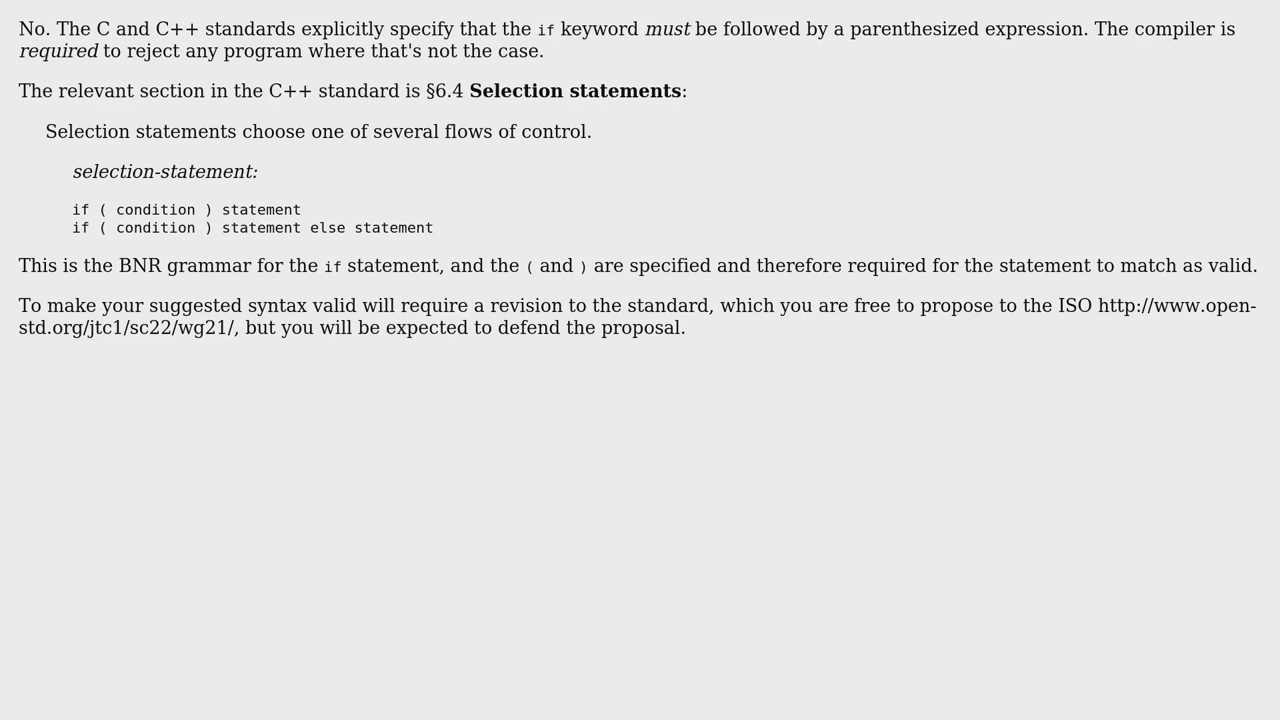 No. The C and C++ standards explicitly specify that the if keyword must be followed by a parenthesized expression. The compiler is
required to reject any program where that's not the case.
The relevant section in the C++ standard is §6.4 Selection statements:
Selection statements choose one of several flows of control.
selection-statement:
if ( condition ) statement
if ( condition ) statement else statement
This is the BNR grammar for the if statement, and the ( and ) are specified and therefore required for the statement to match as valid.
To make your suggested syntax valid will require a revision to the standard, which you are free to propose to the ISO http://www.open-
std.org/jtc1/sc22/wg21/, but you will be expected to defend the proposal.